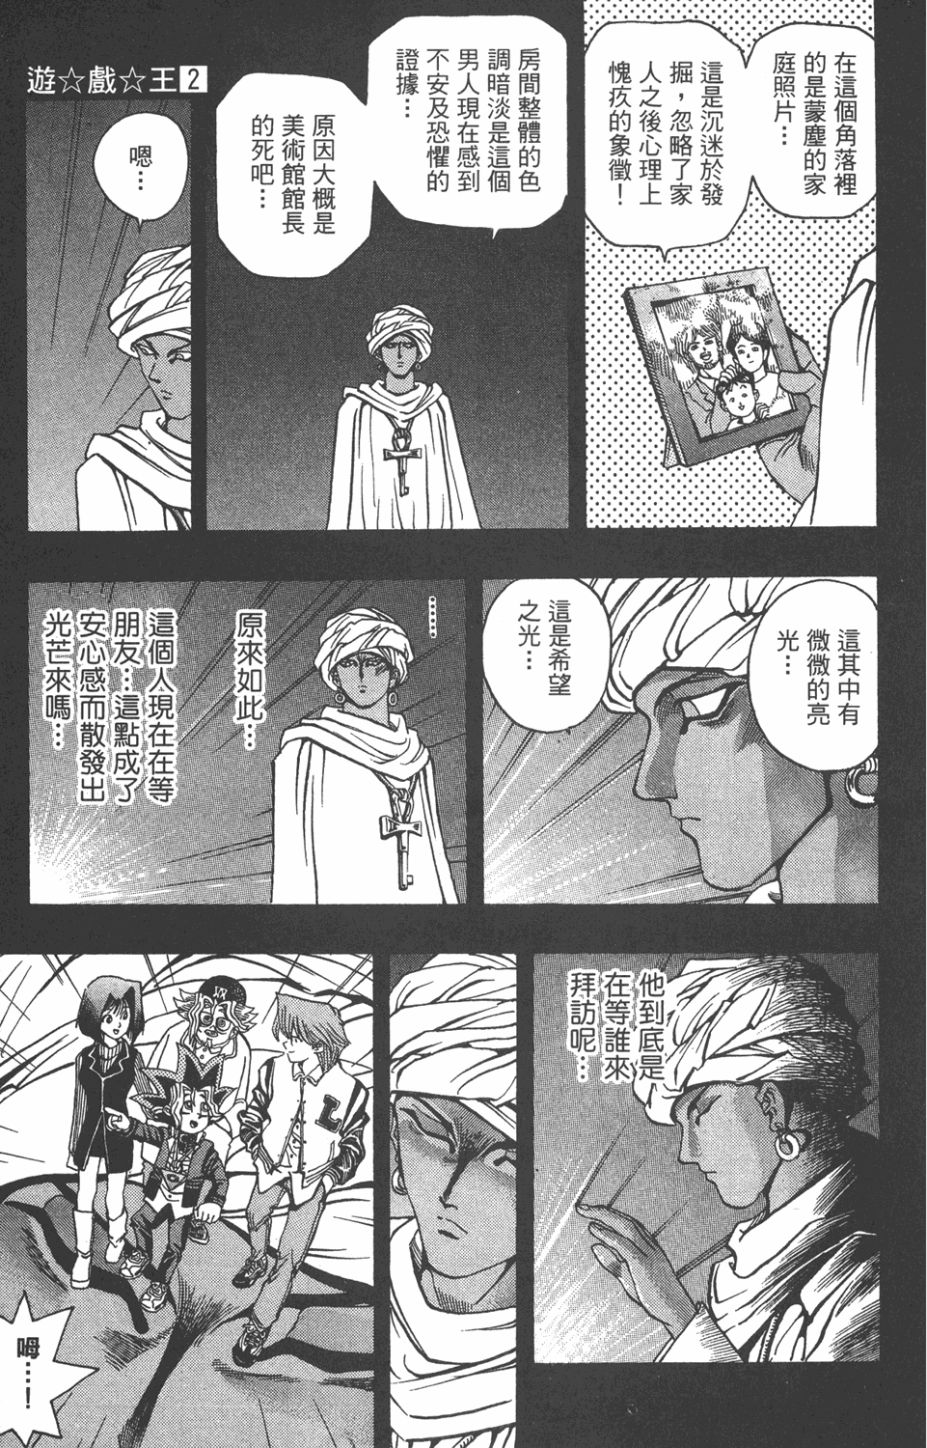 遊☆戲☆王2
在這個角落裡
的是蒙塵的家
庭照片…
這是沉迷於發
掘，忽略了家
人之後心理上
愧疚的象徵！
房間整體的色
調暗淡是這個
男人現在感到
不安及恐懼的
證據…
原因大概是
美術館館長
的死吧…
嗯…
這其中有
微微的亮
光…
這是希望
之光…
……
原來如此…
這個人現在在等
朋友…這點成了
安心感而散發出
光芒來嗎…
他到底是
在等誰來
拜訪呢…
L
呣…！